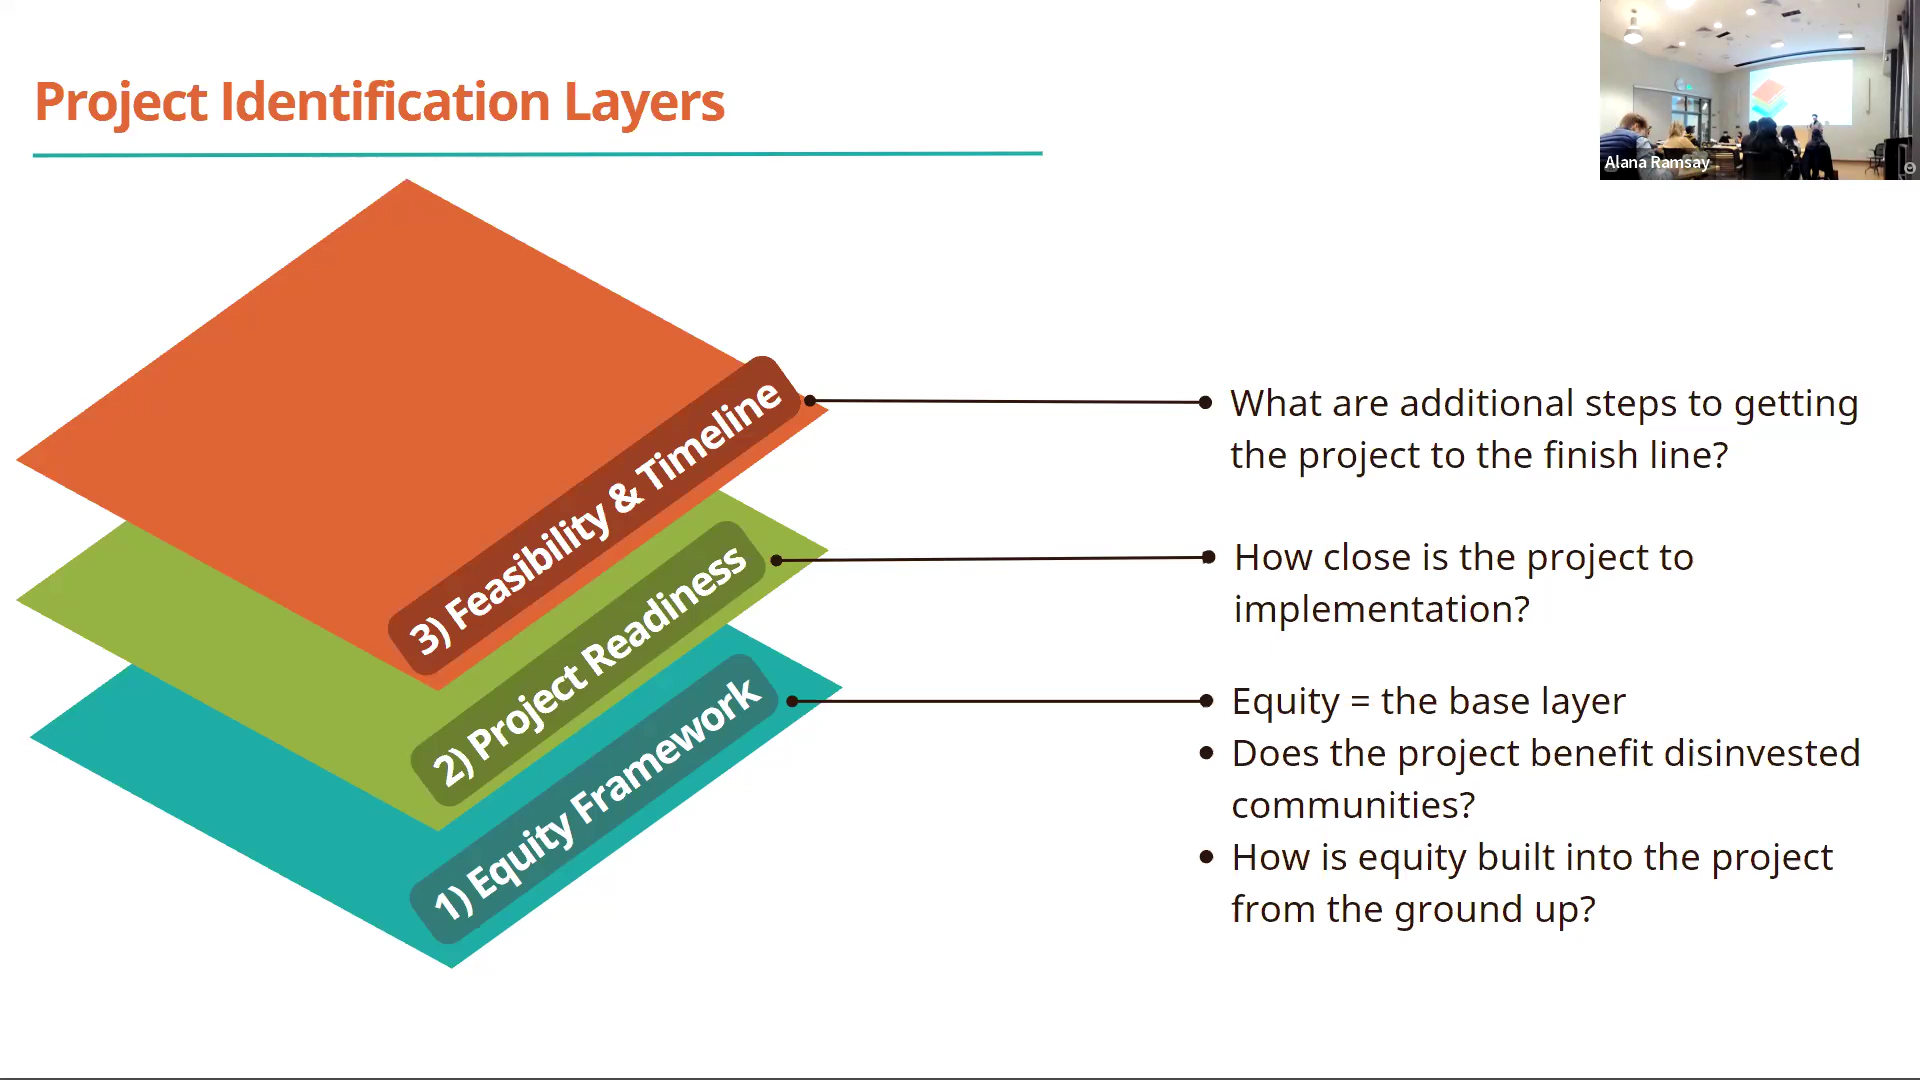 Project Identification Layers
Alana Ramsay
3) Feasibility & Timeline
What are additional steps to getting
the project to the finish line?
2) Project Readiness
How close is the project to
implementation?
1) Equity Framework
Equity = the base layer
• Does the project benefit disinvested
communities?
• How is equity built into the project
from the ground up?